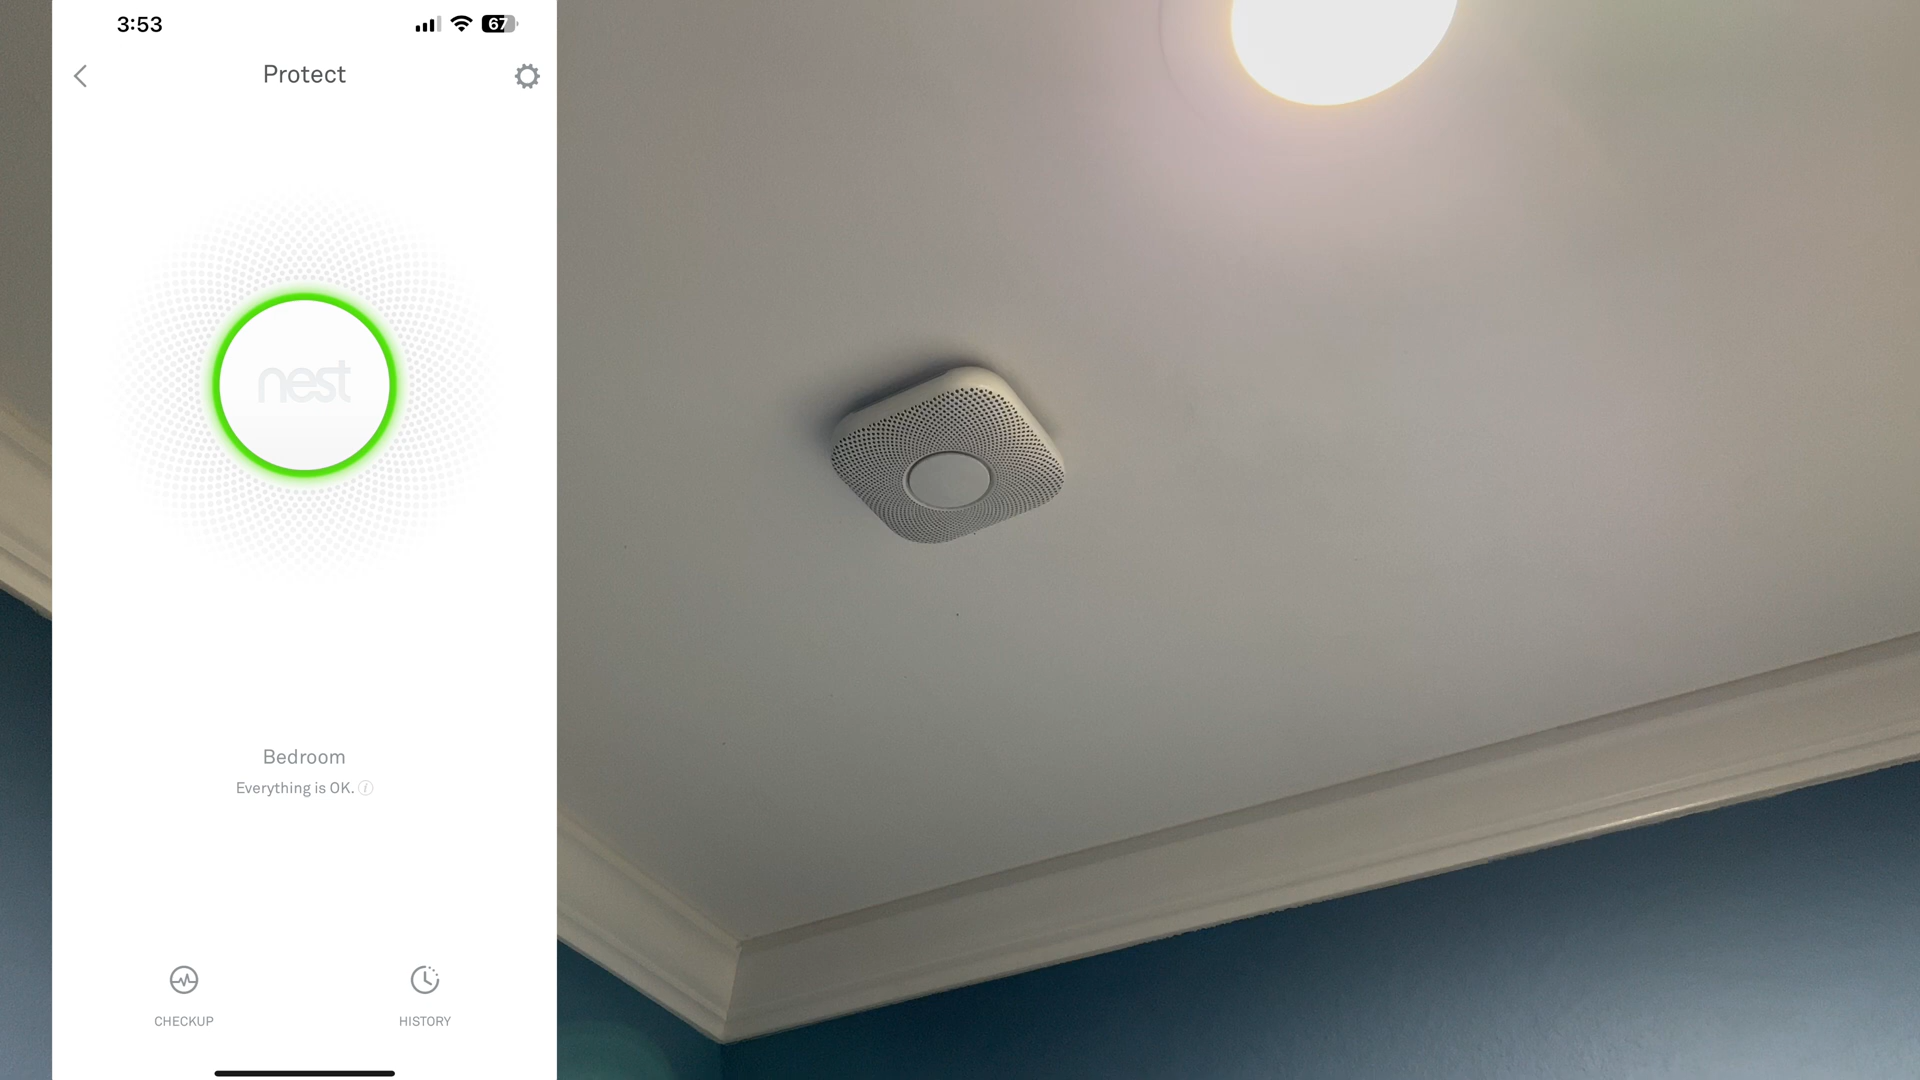 3:53
67
Protect
nest
Bedroom
Everything is OK.
CHECKUP
HISTORY